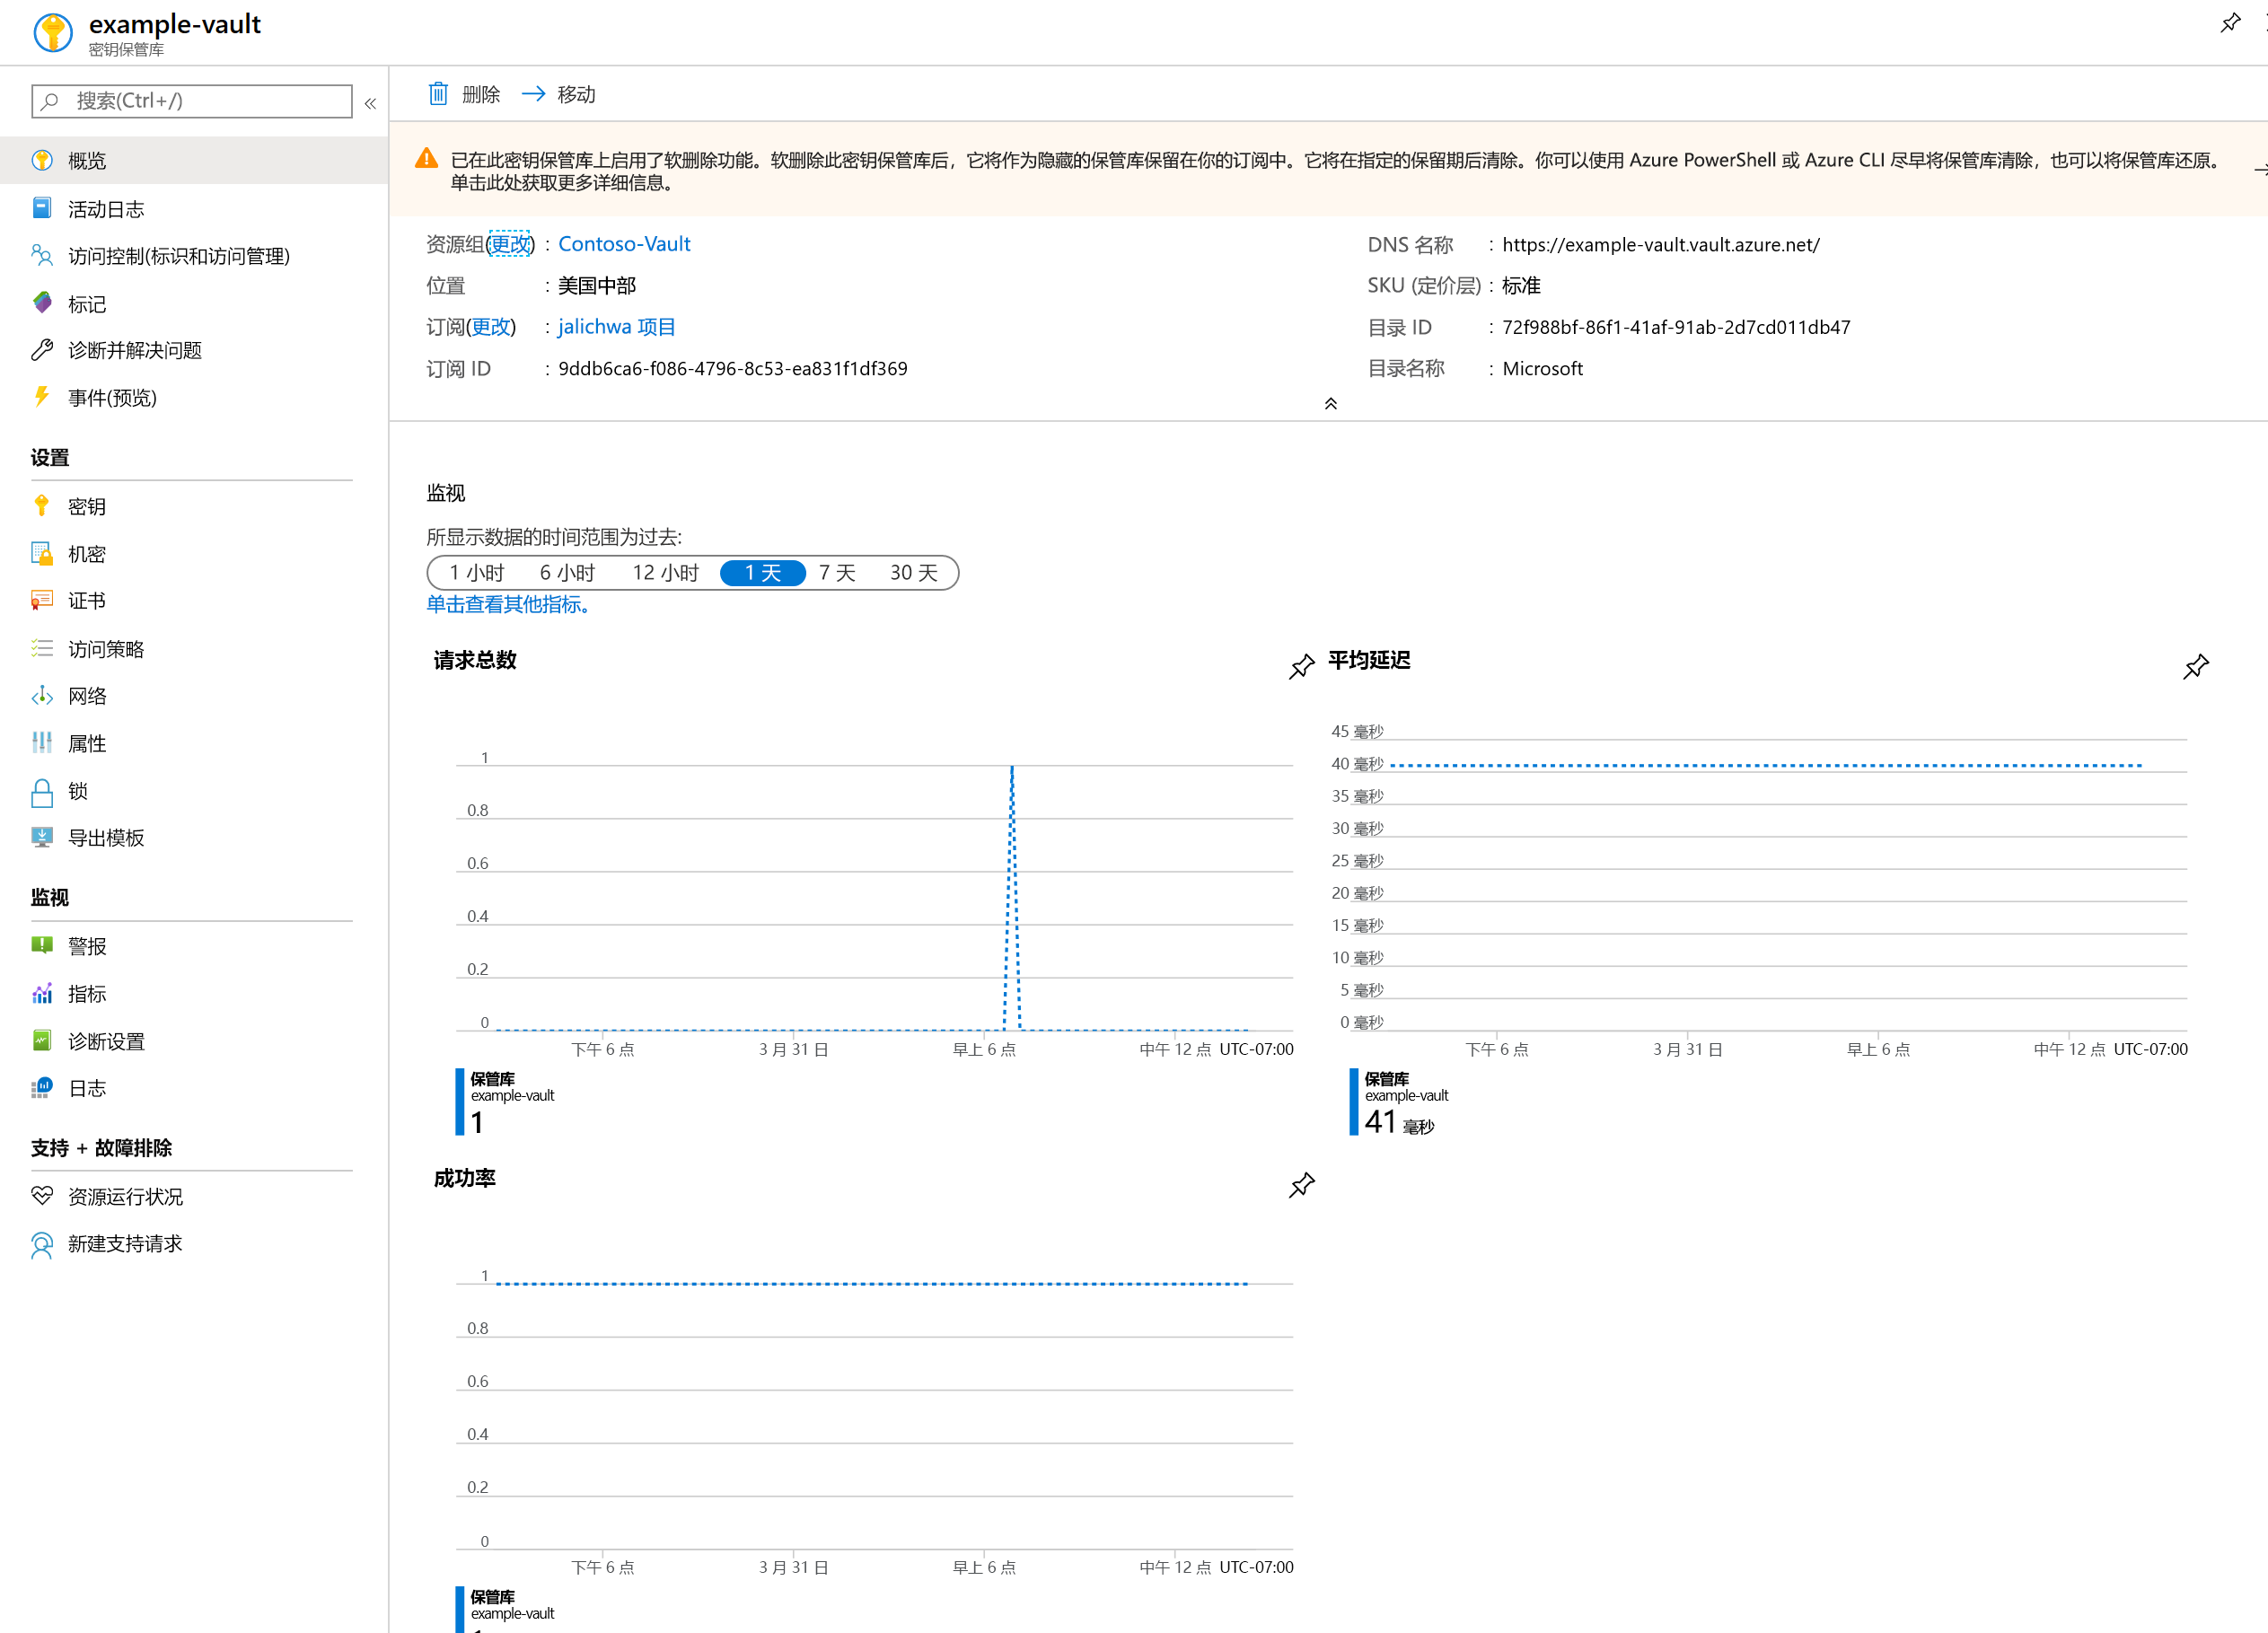 example-vault
密钥保管库
搜索(Ctrl+/)
«
概览
活动日志
访问控制(标识和访问管理)
标记
诊断并解决问题
事件(预览)
设置
密钥
机密
证书
访问策略
网络
属性
锁
导出模板
监视
警报
指标
诊断设置
日志
支持 + 故障排除
资源运行状况
新建支持请求
删除 移动
已在此密钥保管库上启用了软删除功能。软删除此密钥保管库后，它将作为隐藏的保管库保留在你的订阅中。它将在指定的保留期后清除。你可以使用 Azure PowerShell 或 Azure CLI 尽早将保管库清除，也可以将保管库还原。
单击此处获取更多详细信息。
资源组(更改) : Contoso-Vault
位置 : 美国中部
订阅(更改) : jalichwa 项目
订阅 ID : 9ddb6ca6-f086-4796-8c53-ea831f1df369
DNS 名称 : https://example-vault.vault.azure.net/
SKU (定价层) : 标准
目录 ID : 72f988bf-86f1-41af-91ab-2d7cd011db47
目录名称 : Microsoft
监视
所显示数据的时间范围为过去:
1 小时 6 小时 12 小时 1 天 7 天 30 天
单击查看其他指标。
请求总数
1
0.8
0.6
0.4
0.2
0
下午 6 点 3 月 31 日 早上 6 点 中午 12 点 UTC-07:00
保管库
example-vault
1
平均延迟
45 毫秒
40 毫秒
35 毫秒
30 毫秒
25 毫秒
20 毫秒
15 毫秒
10 毫秒
5 毫秒
0 毫秒
下午 6 点 3 月 31 日 早上 6 点 中午 12 点 UTC-07:00
保管库
example-vault
41 毫秒
成功率
1
0.8
0.6
0.4
0.2
0
下午 6 点 3 月 31 日 早上 6 点 中午 12 点 UTC-07:00
保管库
example-vault